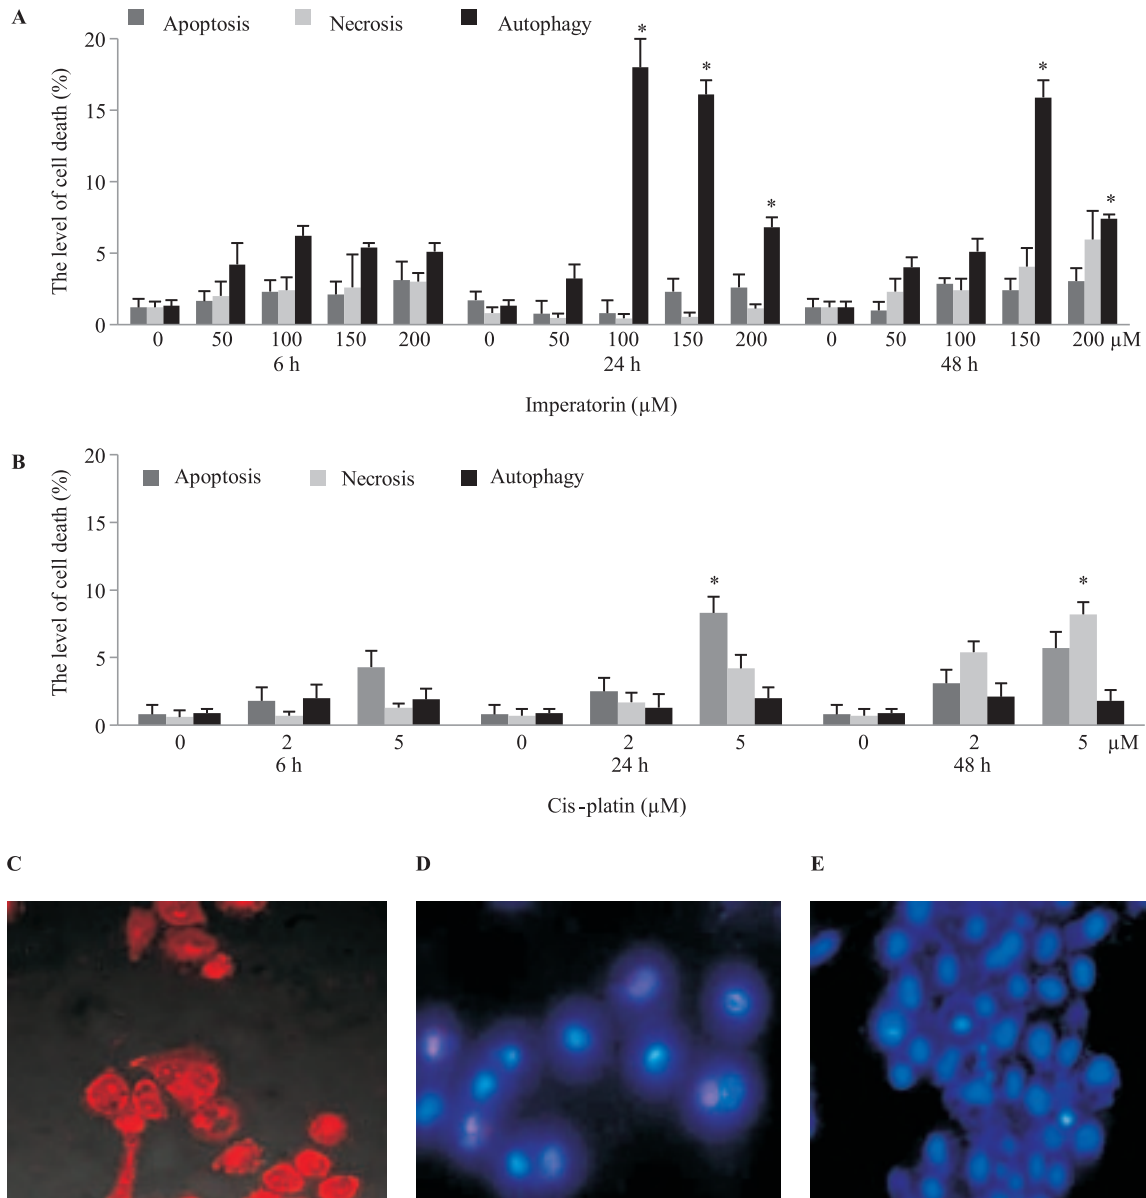 A
Apoptosis Necrosis Autophagy
The level of cell death (%)
20
15
10
5
0
* * * * *
0 50 100 150 200 0 50 100 150 200 0 50 100 150 200 µM
6 h 24 h 48 h
Imperatorin (µM)
B
Apoptosis Necrosis Autophagy
The level of cell death (%)
20
15
10
5
0
* *
0 2 5 0 2 5 0 2 5 µM
6 h 24 h 48 h
Cis-platin (µM)
C D E